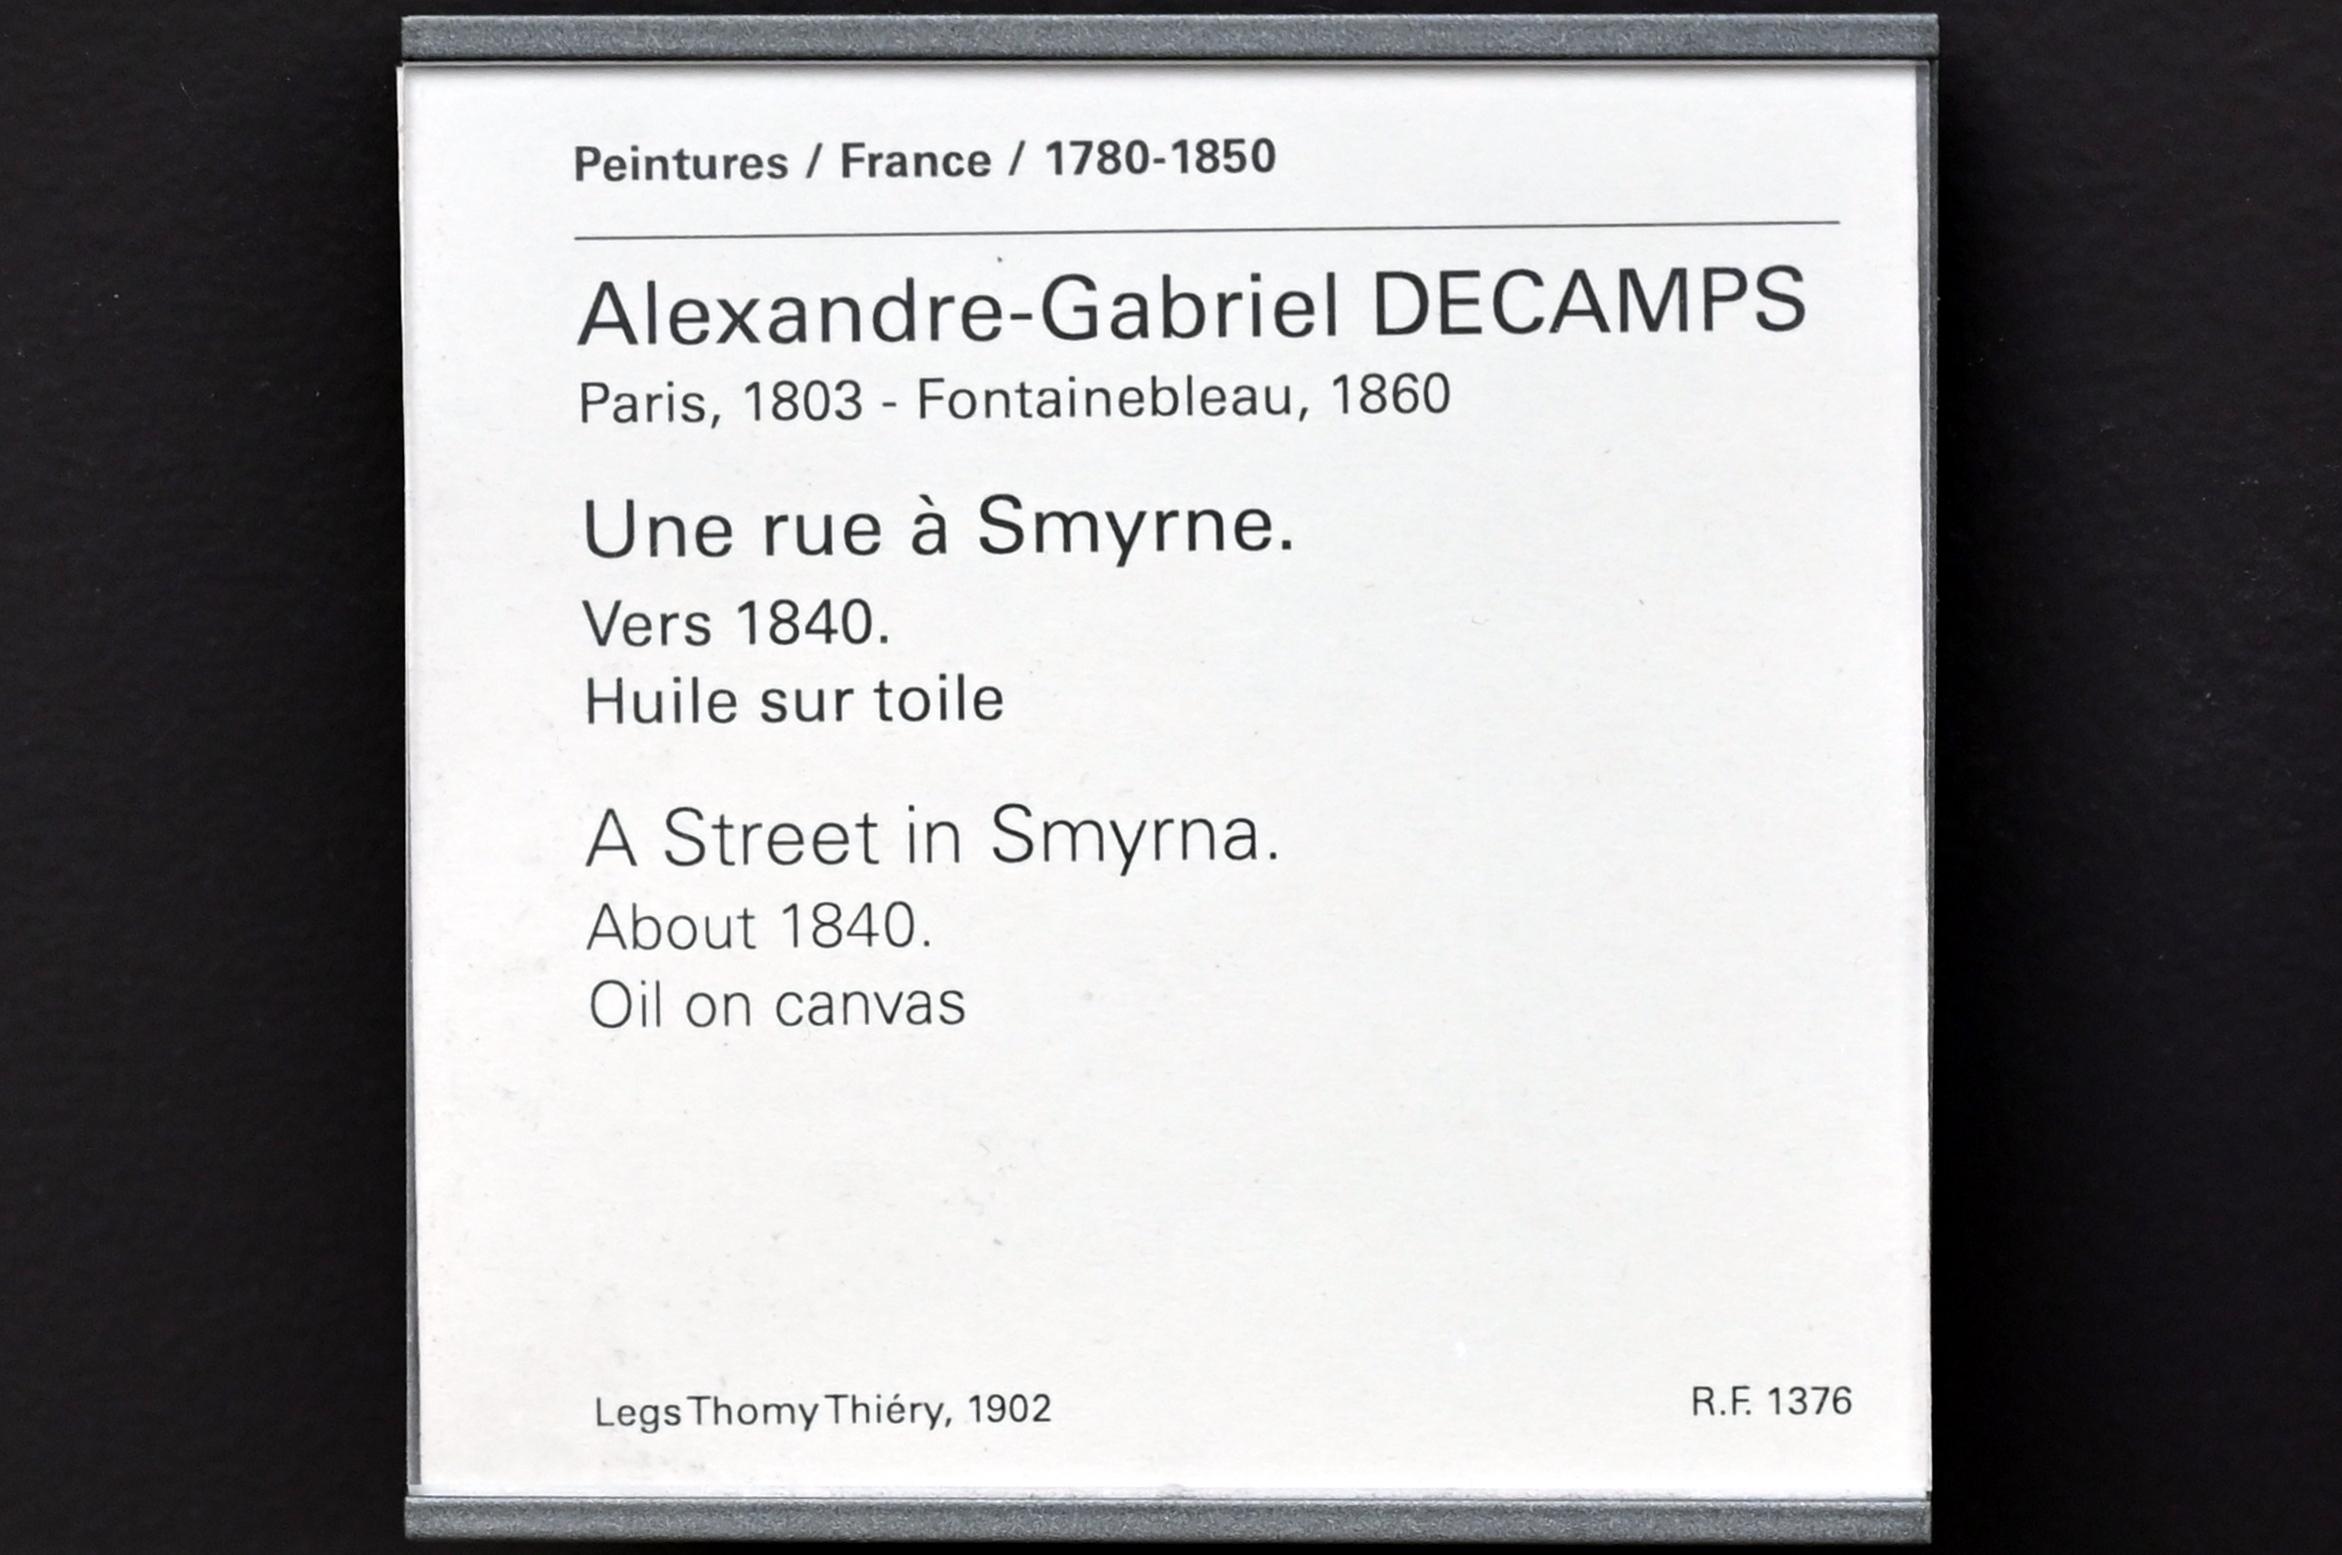 Peintures / France / 1780-1850
Alexandre-Gabriel DECAMPS
Paris, 1803 - Fontainebleau, 1860
Une rue à Smyrne.
Vers 1840.
Huile sur toile
A Street in Smyrna.
About 1840.
Oil on canvas
Legs Thomy Thiéry, 1902
R.F. 1376